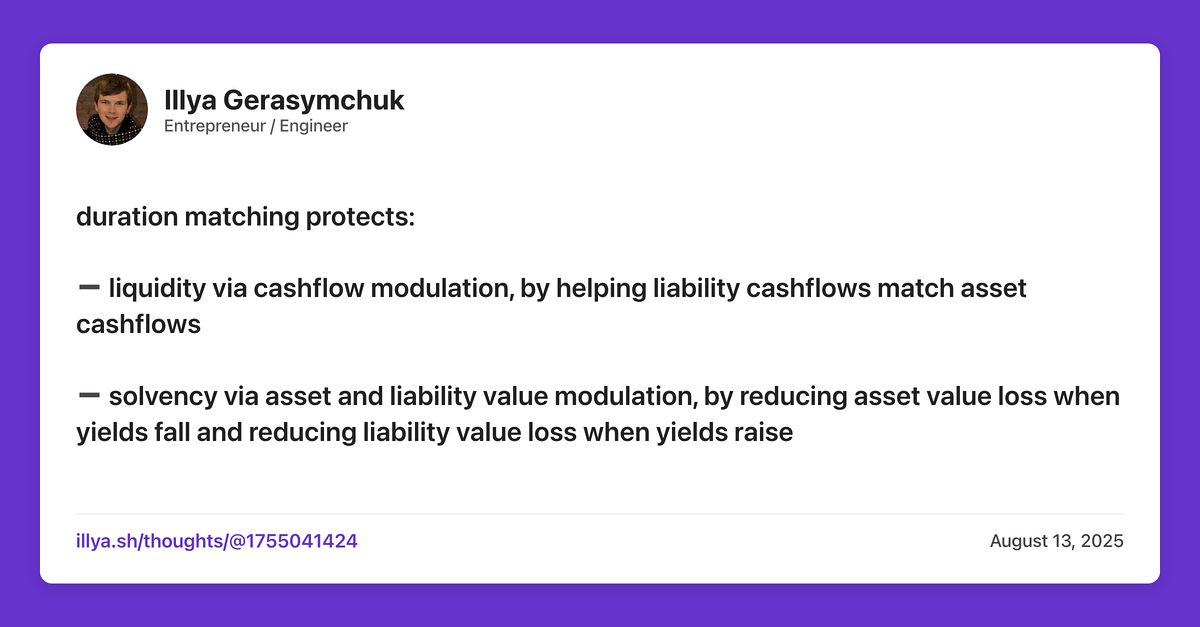 Illya Gerasymchuk
Entrepreneur / Engineer
duration matching protects:
— liquidity via cashflow modulation, by helping liability cashflows match asset
cashflows
— solvency via asset and liability value modulation, by reducing asset value loss when
yields fall and reducing liability value loss when yields raise
illya.sh/thoughts/@1755041424
August 13, 2025